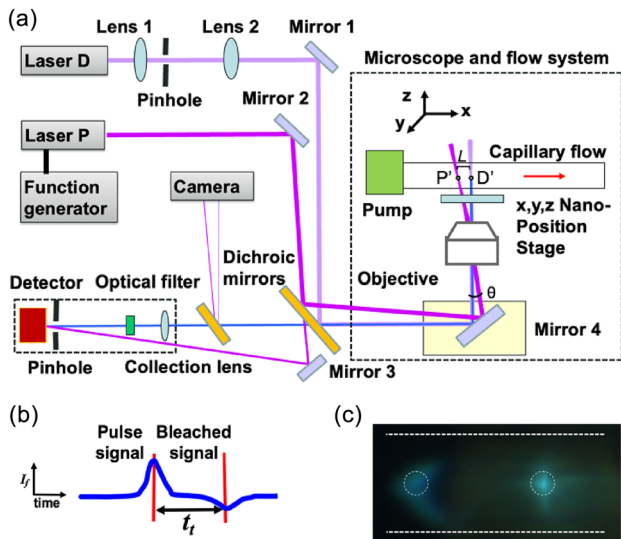 (a)
Lens 1
Lens 2
Mirror 1
Laser D
Pinhole
Mirror 2
Laser P
Function
generator
Camera
Microscope and flow system
z
x
y
L
P'
D'
Capillary flow
Pump
x,y,z Nano-
Position
Stage
Objective
θ
Mirror 4
Dichroic
mirrors
Detector
Optical filter
Pinhole
Collection lens
Mirror 3
(b)
Pulse
signal
Bleached
signal
If
time
tt
(c)